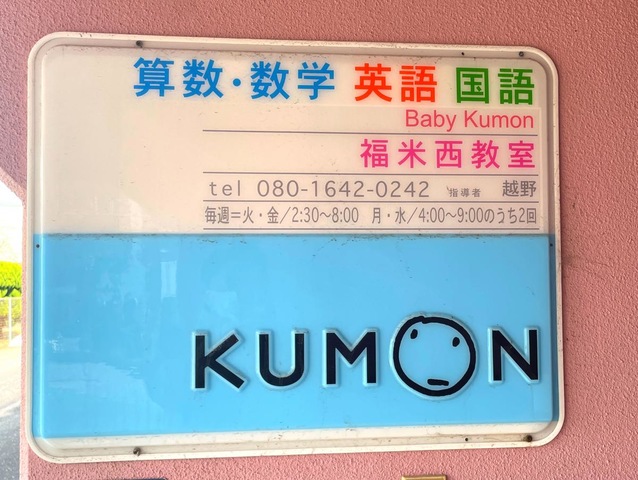 算数・数学 英語 国語
Baby Kumon
福米西教室
tel 080-1642-0242 指導者 越野
毎週＝火・金／2:30〜8:00 月・水／4:00〜9:00のうち2回
KUMON